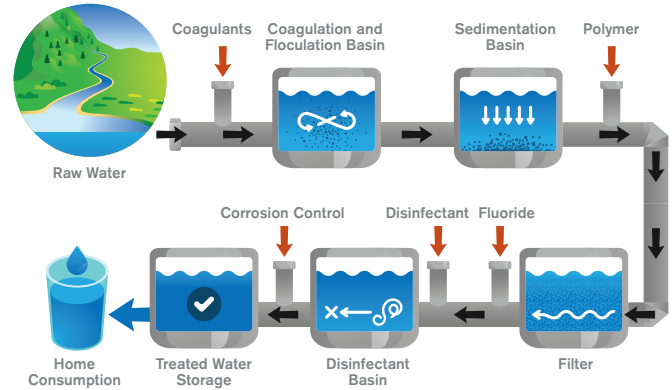 Coagulants
Coagulation and
Floculation Basin
Sedimentation
Basin
Polymer
Raw Water
Corrosion Control
Disinfectant
Fluoride
Home
Consumption
Treated Water
Storage
Disinfectant
Basin
Filter